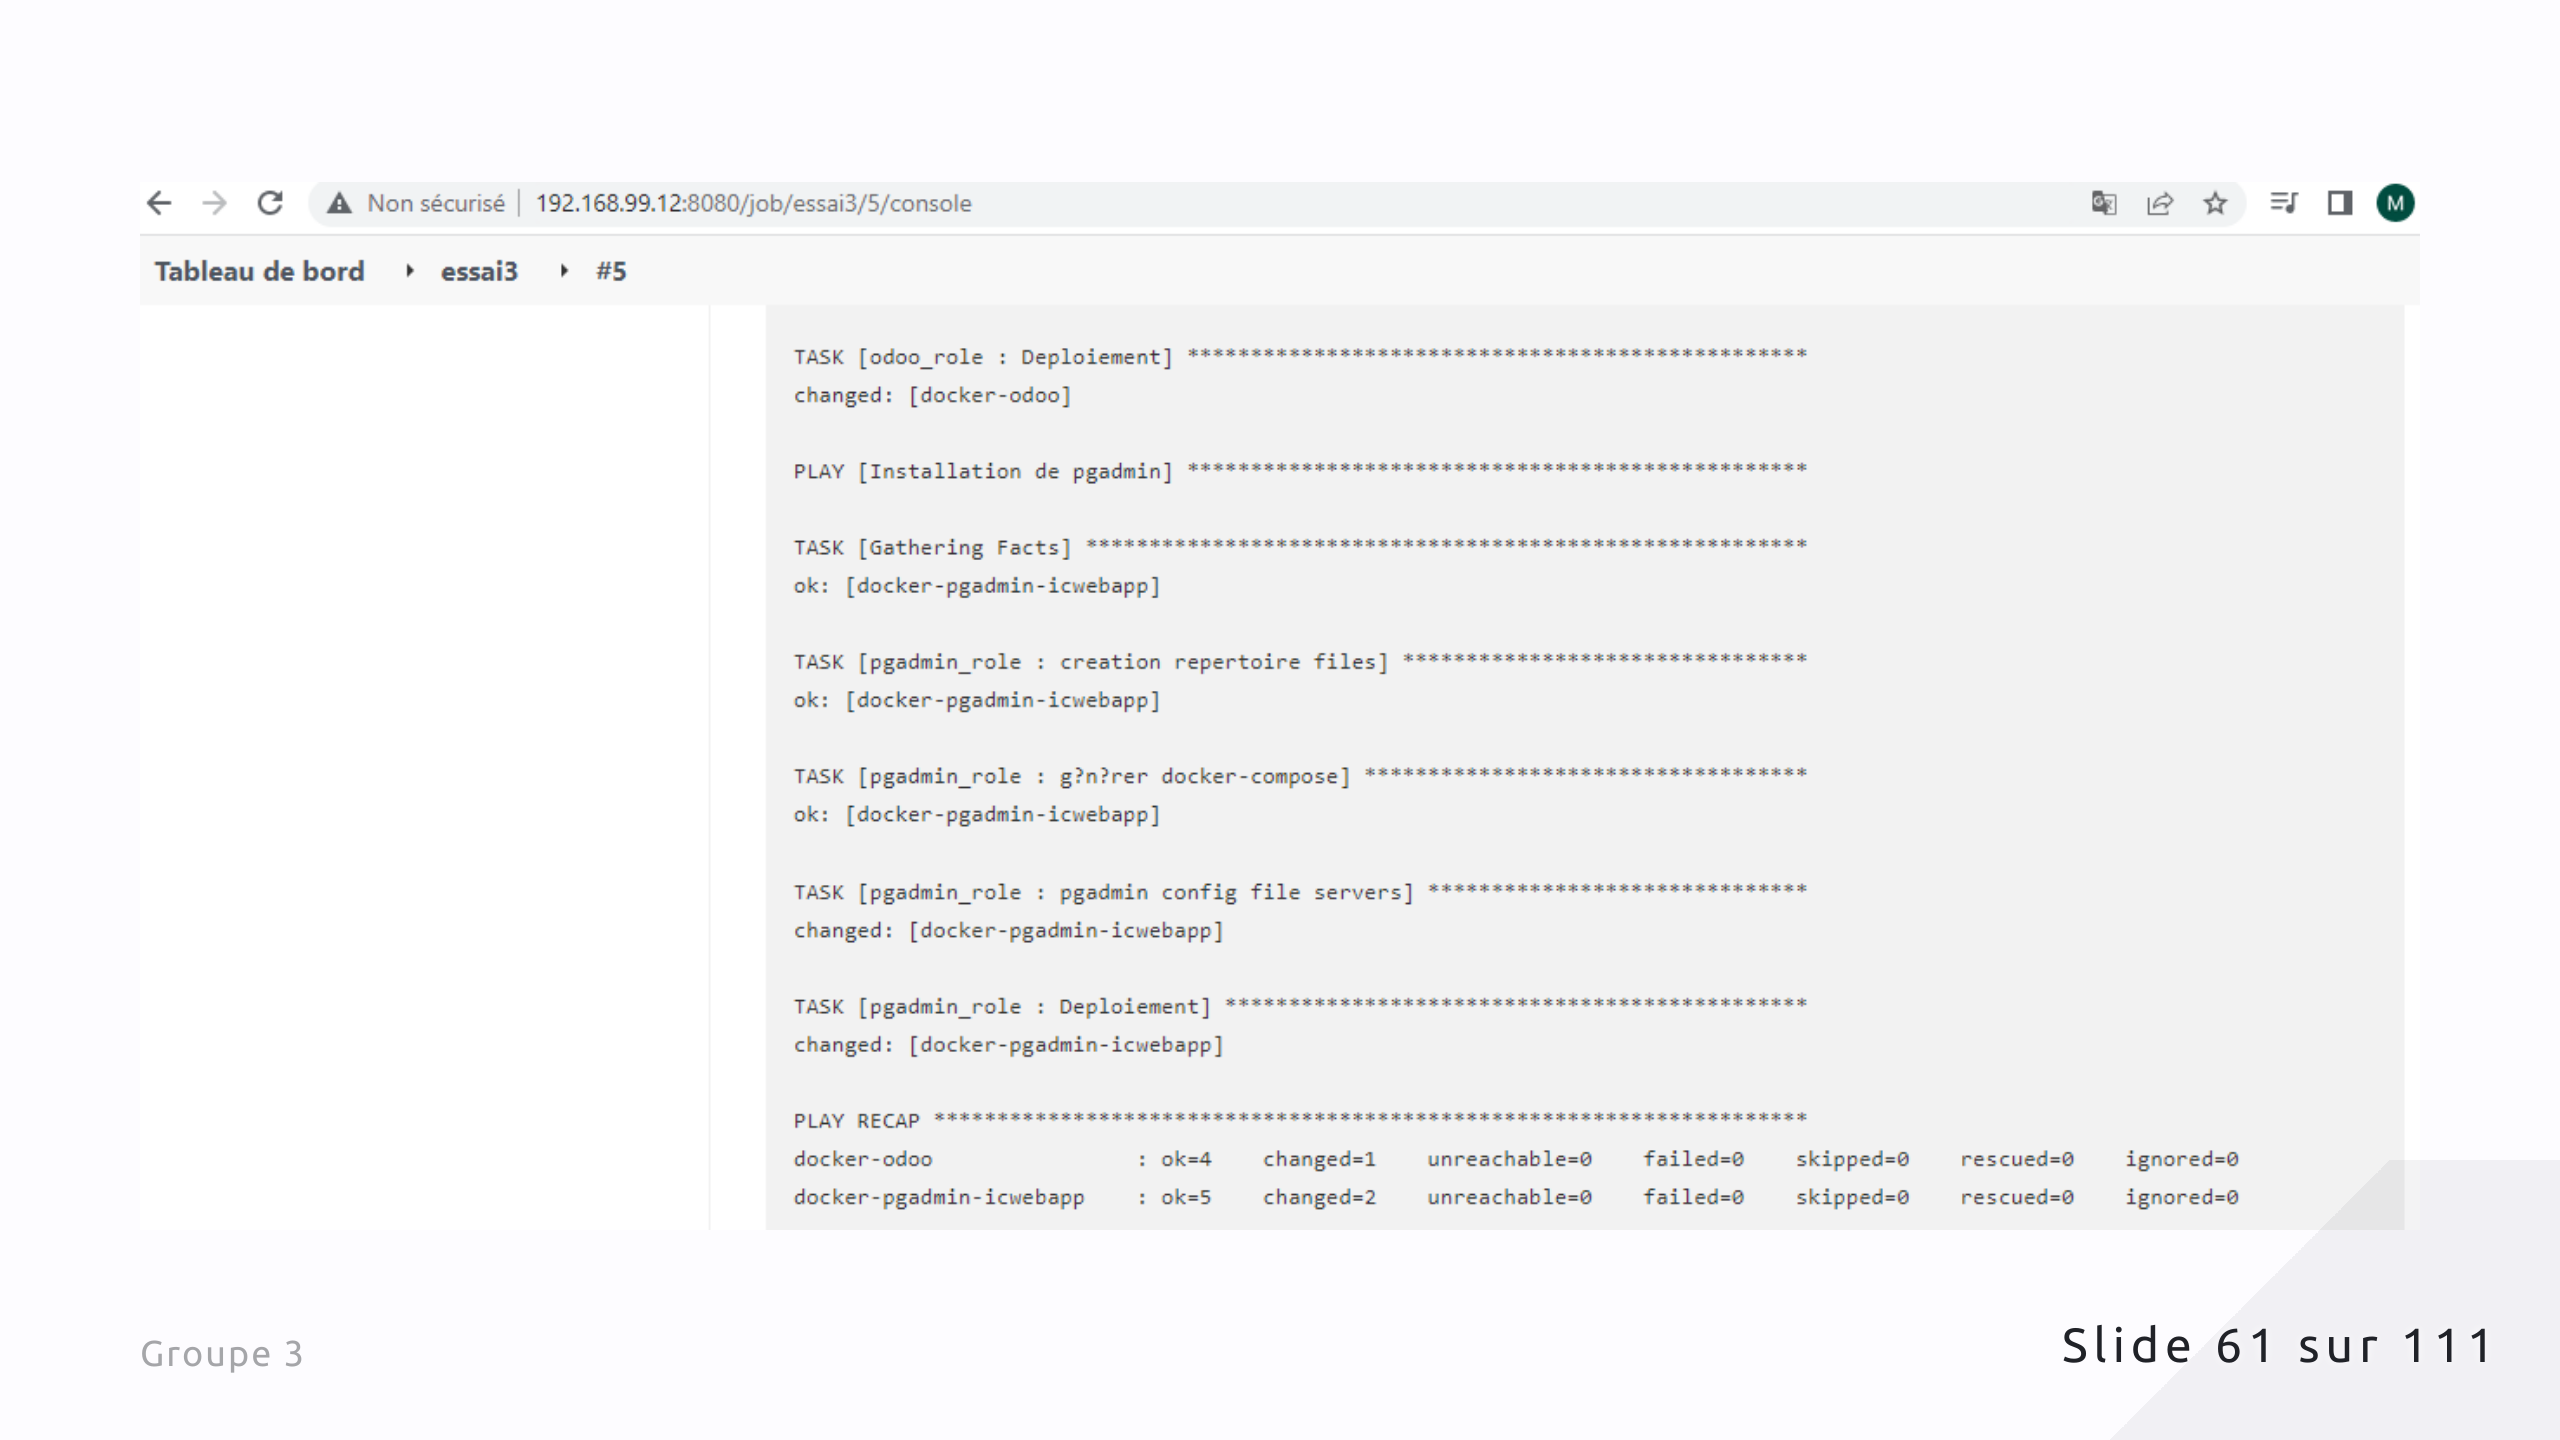 Non sécurisé | 192.168.99.12:8080/job/essai3/5/console
M
Tableau de bord essai3 #5
TASK [odoo_role : Deploiement] *************************************************
changed: [docker-odoo]
PLAY [Installation de pgadmin] *************************************************
TASK [Gathering Facts] *********************************************************
ok: [docker-pgadmin-icwebapp]
TASK [pgadmin_role : creation repertoire files] ********************************
ok: [docker-pgadmin-icwebapp]
TASK [pgadmin_role : g?n?rer docker-compose] ***********************************
ok: [docker-pgadmin-icwebapp]
TASK [pgadmin_role : pgadmin config file servers] ******************************
changed: [docker-pgadmin-icwebapp]
TASK [pgadmin_role : Deploiement] **********************************************
changed: [docker-pgadmin-icwebapp]
PLAY RECAP *********************************************************************
docker-odoo : ok=4 changed=1 unreachable=0 failed=0 skipped=0 rescued=0 ignored=0
docker-pgadmin-icwebapp : ok=5 changed=2 unreachable=0 failed=0 skipped=0 rescued=0 ignored=0
Groupe 3
Slide 61 sur 111